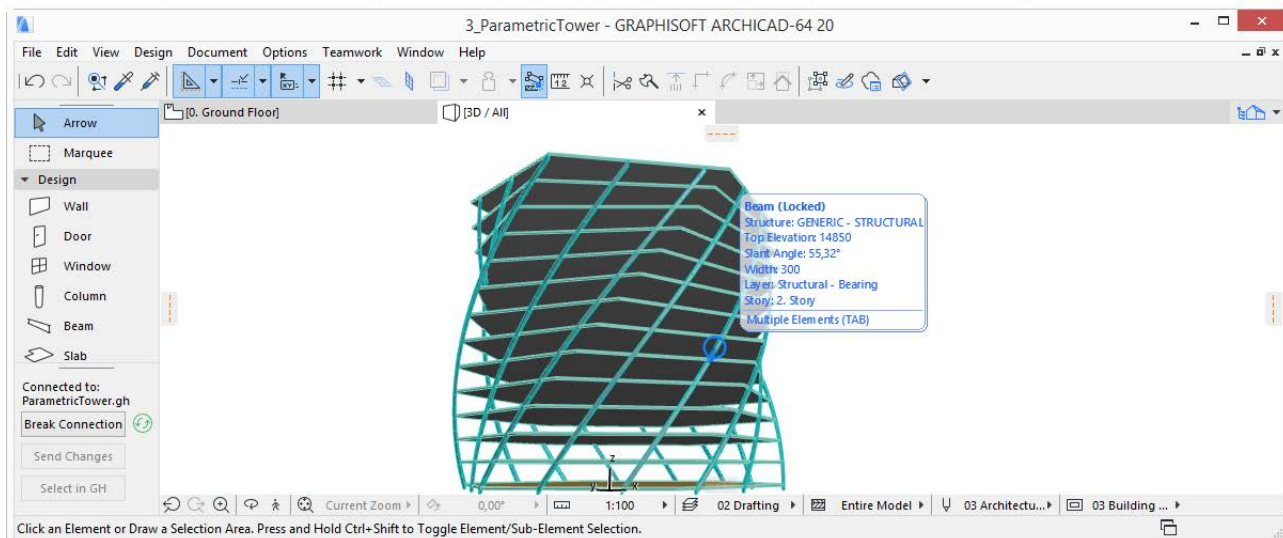 3_ParametricTower - GRAPHISOFT ARCHICAD-64 20
File Edit View Design Document Options Teamwork Window Help
[0. Ground Floor]
[3D / All]
Arrow
Marquee
Design
Wall
Door
Window
Column
Beam
Slab
Connected to:
ParametricTower.gh
Break Connection
Send Changes
Select in GH
Beam (Locked)
Structure: GENERIC - STRUCTURAL
Top Elevation: 14850
Slant Angle: 55,32°
Width: 300
Layer: Structural - Bearing
Story: 2. Story
Multiple Elements (TAB)
z
y
x
Current Zoom 0,00° 1:100 02 Drafting Entire Model 03 Architectu... 03 Building ...
Click an Element or Draw a Selection Area. Press and Hold Ctrl+Shift to Toggle Element/Sub-Element Selection.